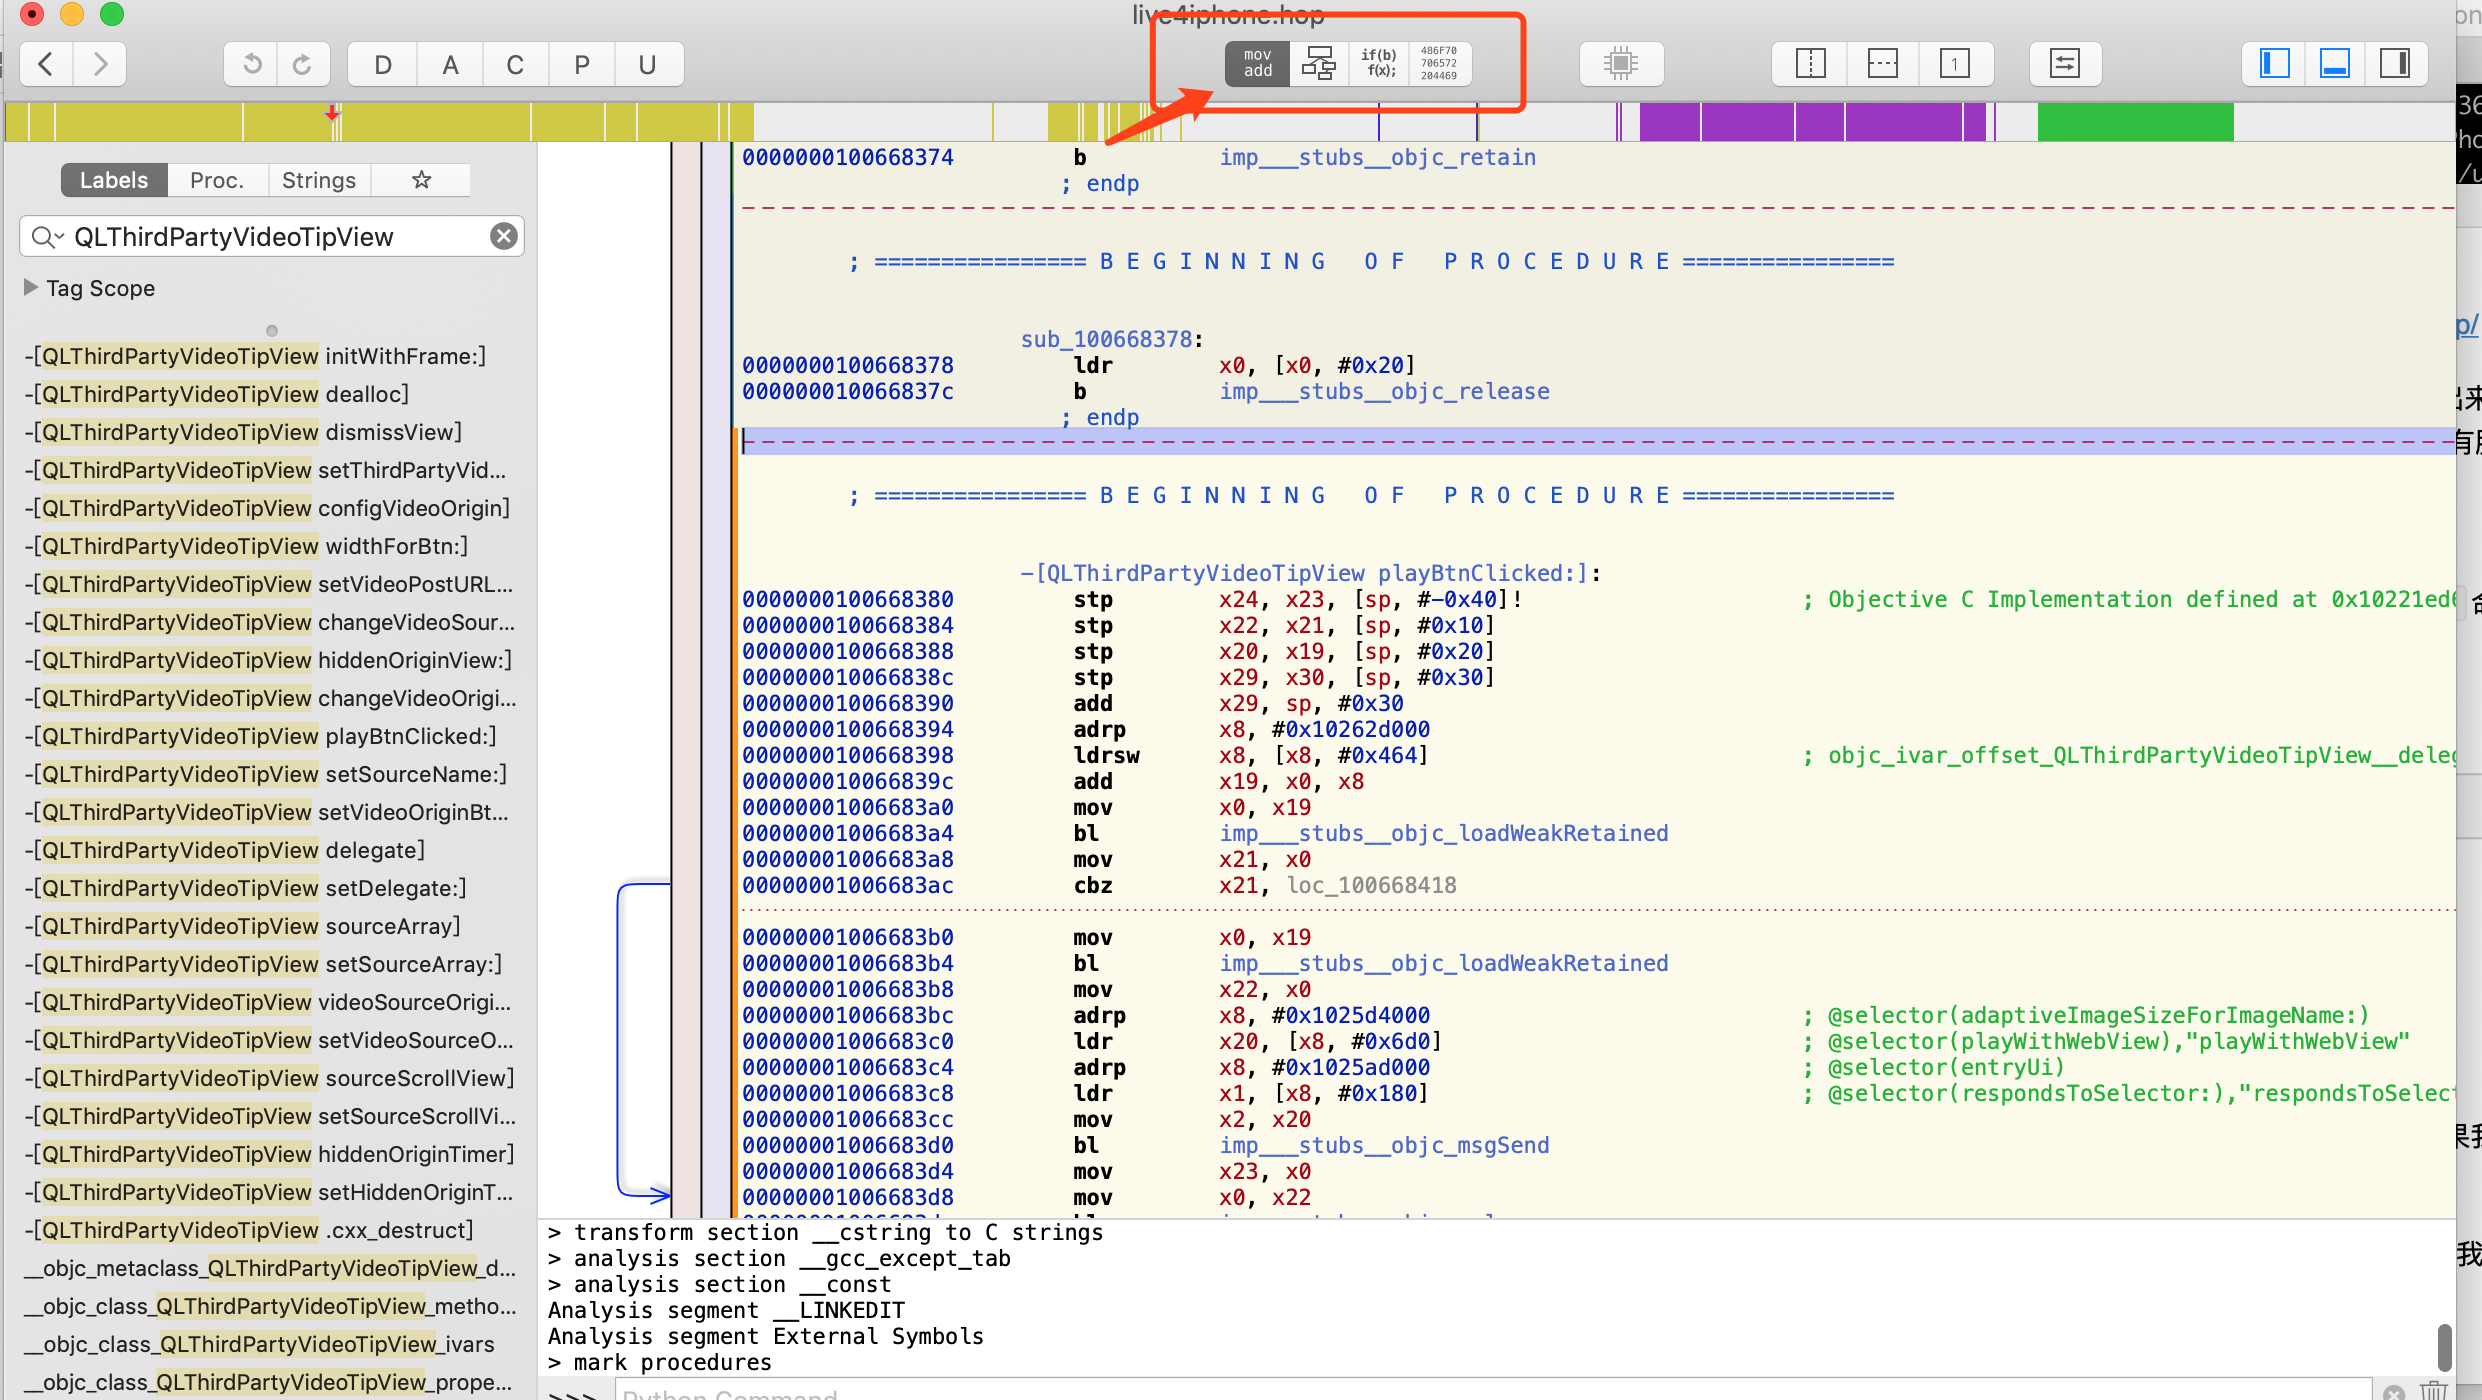 live4iphone.hop
D A C P U
mov add
if(b) f(x);
486F70 706572 204469
1
Labels Proc. Strings
QLThirdPartyVideoTipView
Tag Scope
-[QLThirdPartyVideoTipView initWithFrame:]
-[QLThirdPartyVideoTipView dealloc]
-[QLThirdPartyVideoTipView dismissView]
-[QLThirdPartyVideoTipView setThirdPartyVid...
-[QLThirdPartyVideoTipView configVideoOrigin]
-[QLThirdPartyVideoTipView widthForBtn:]
-[QLThirdPartyVideoTipView setVideoPostURL...
-[QLThirdPartyVideoTipView changeVideoSour...
-[QLThirdPartyVideoTipView hiddenOriginView:]
-[QLThirdPartyVideoTipView changeVideoOrigi...
-[QLThirdPartyVideoTipView playBtnClicked:]
-[QLThirdPartyVideoTipView setSourceName:]
-[QLThirdPartyVideoTipView setVideoOriginBt...
-[QLThirdPartyVideoTipView delegate]
-[QLThirdPartyVideoTipView setDelegate:]
-[QLThirdPartyVideoTipView sourceArray]
-[QLThirdPartyVideoTipView setSourceArray:]
-[QLThirdPartyVideoTipView videoSourceOrigi...
-[QLThirdPartyVideoTipView setVideoSourceO...
-[QLThirdPartyVideoTipView sourceScrollView]
-[QLThirdPartyVideoTipView setSourceScrollVi...
-[QLThirdPartyVideoTipView hiddenOriginTimer]
-[QLThirdPartyVideoTipView setHiddenOriginT...
-[QLThirdPartyVideoTipView .cxx_destruct]
__objc_metaclass_QLThirdPartyVideoTipView_d...
__objc_class_QLThirdPartyVideoTipView_metho...
__objc_class_QLThirdPartyVideoTipView_ivars
__objc_class_QLThirdPartyVideoTipView_prope...
0000000100668374 b imp___stubs__objc_retain
; endp
; ================ B E G I N N I N G   O F   P R O C E D U R E ================
sub_100668378:
0000000100668378 ldr x0, [x0, #0x20]
000000010066837c b imp___stubs__objc_release
; endp
; ================ B E G I N N I N G   O F   P R O C E D U R E ================
-[QLThirdPartyVideoTipView playBtnClicked:]:
0000000100668380 stp x24, x23, [sp, #-0x40]! ; Objective C Implementation defined at 0x10221ed
0000000100668384 stp x22, x21, [sp, #0x10]
0000000100668388 stp x20, x19, [sp, #0x20]
000000010066838c stp x29, x30, [sp, #0x30]
0000000100668390 add x29, sp, #0x30
0000000100668394 adrp x8, #0x10262d000
0000000100668398 ldrsw x8, [x8, #0x464] ; objc_ivar_offset_QLThirdPartyVideoTipView__deleg
000000010066839c add x19, x0, x8
00000001006683a0 mov x0, x19
00000001006683a4 bl imp___stubs__objc_loadWeakRetained
00000001006683a8 mov x21, x0
00000001006683ac cbz x21, loc_100668418
00000001006683b0 mov x0, x19
00000001006683b4 bl imp___stubs__objc_loadWeakRetained
00000001006683b8 mov x22, x0
00000001006683bc adrp x8, #0x1025d4000 ; @selector(adaptiveImageSizeForImageName:)
00000001006683c0 ldr x20, [x8, #0x6d0] ; @selector(playWithWebView),"playWithWebView"
00000001006683c4 adrp x8, #0x1025ad000 ; @selector(entryUi)
00000001006683c8 ldr x1, [x8, #0x180] ; @selector(respondsToSelector:),"respondsToSelect
00000001006683cc mov x2, x20
00000001006683d0 bl imp___stubs__objc_msgSend
00000001006683d4 mov x23, x0
00000001006683d8 mov x0, x22
> transform section __cstring to C strings
> analysis section __gcc_except_tab
> analysis section __const
Analysis segment __LINKEDIT
Analysis segment External Symbols
> mark procedures
>>> Python Command